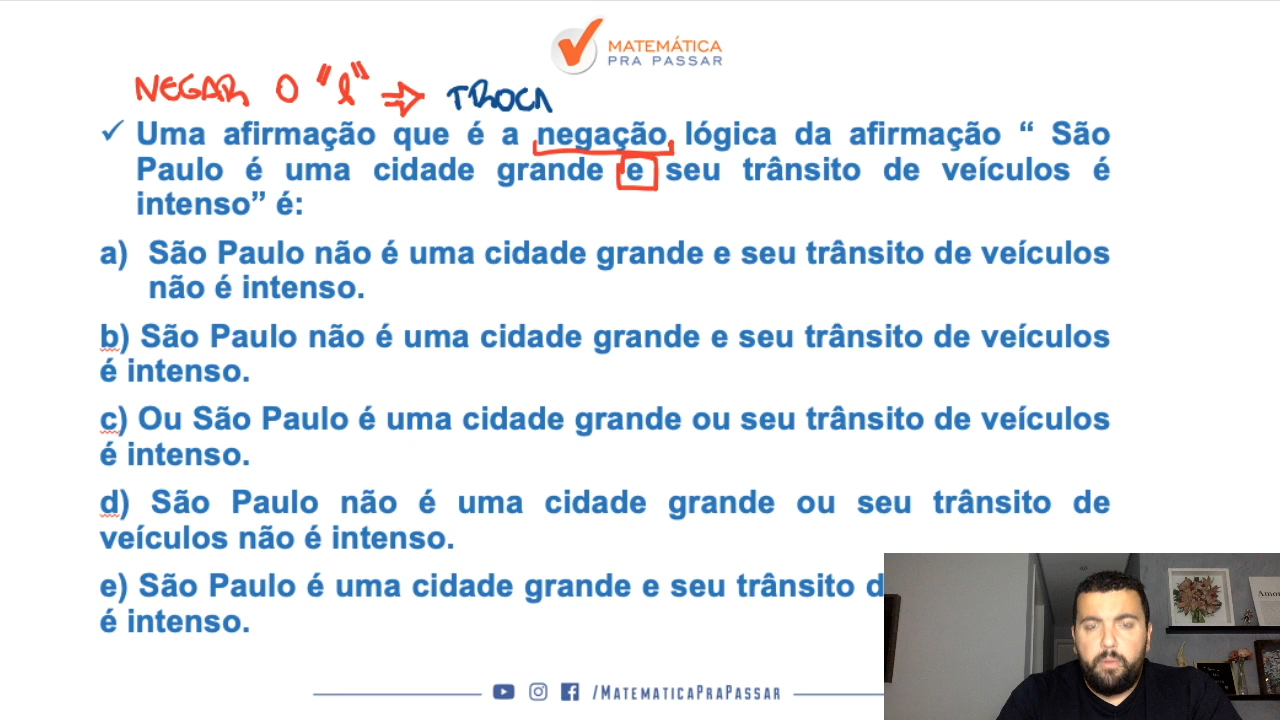 MATEMÁTICA
PRA PASSAR
NEGAR O "e" ⇒ TROCA
✓ Uma afirmação que é a negação lógica da afirmação “ São
Paulo é uma cidade grande e seu trânsito de veículos é
intenso” é:
a) São Paulo não é uma cidade grande e seu trânsito de veículos
não é intenso.
b) São Paulo não é uma cidade grande e seu trânsito de veículos
é intenso.
c) Ou São Paulo é uma cidade grande ou seu trânsito de veículos
é intenso.
d) São Paulo não é uma cidade grande ou seu trânsito de
veículos não é intenso.
e) São Paulo é uma cidade grande e seu trânsito d
é intenso.
/MATEMATICAPRAPASSAR